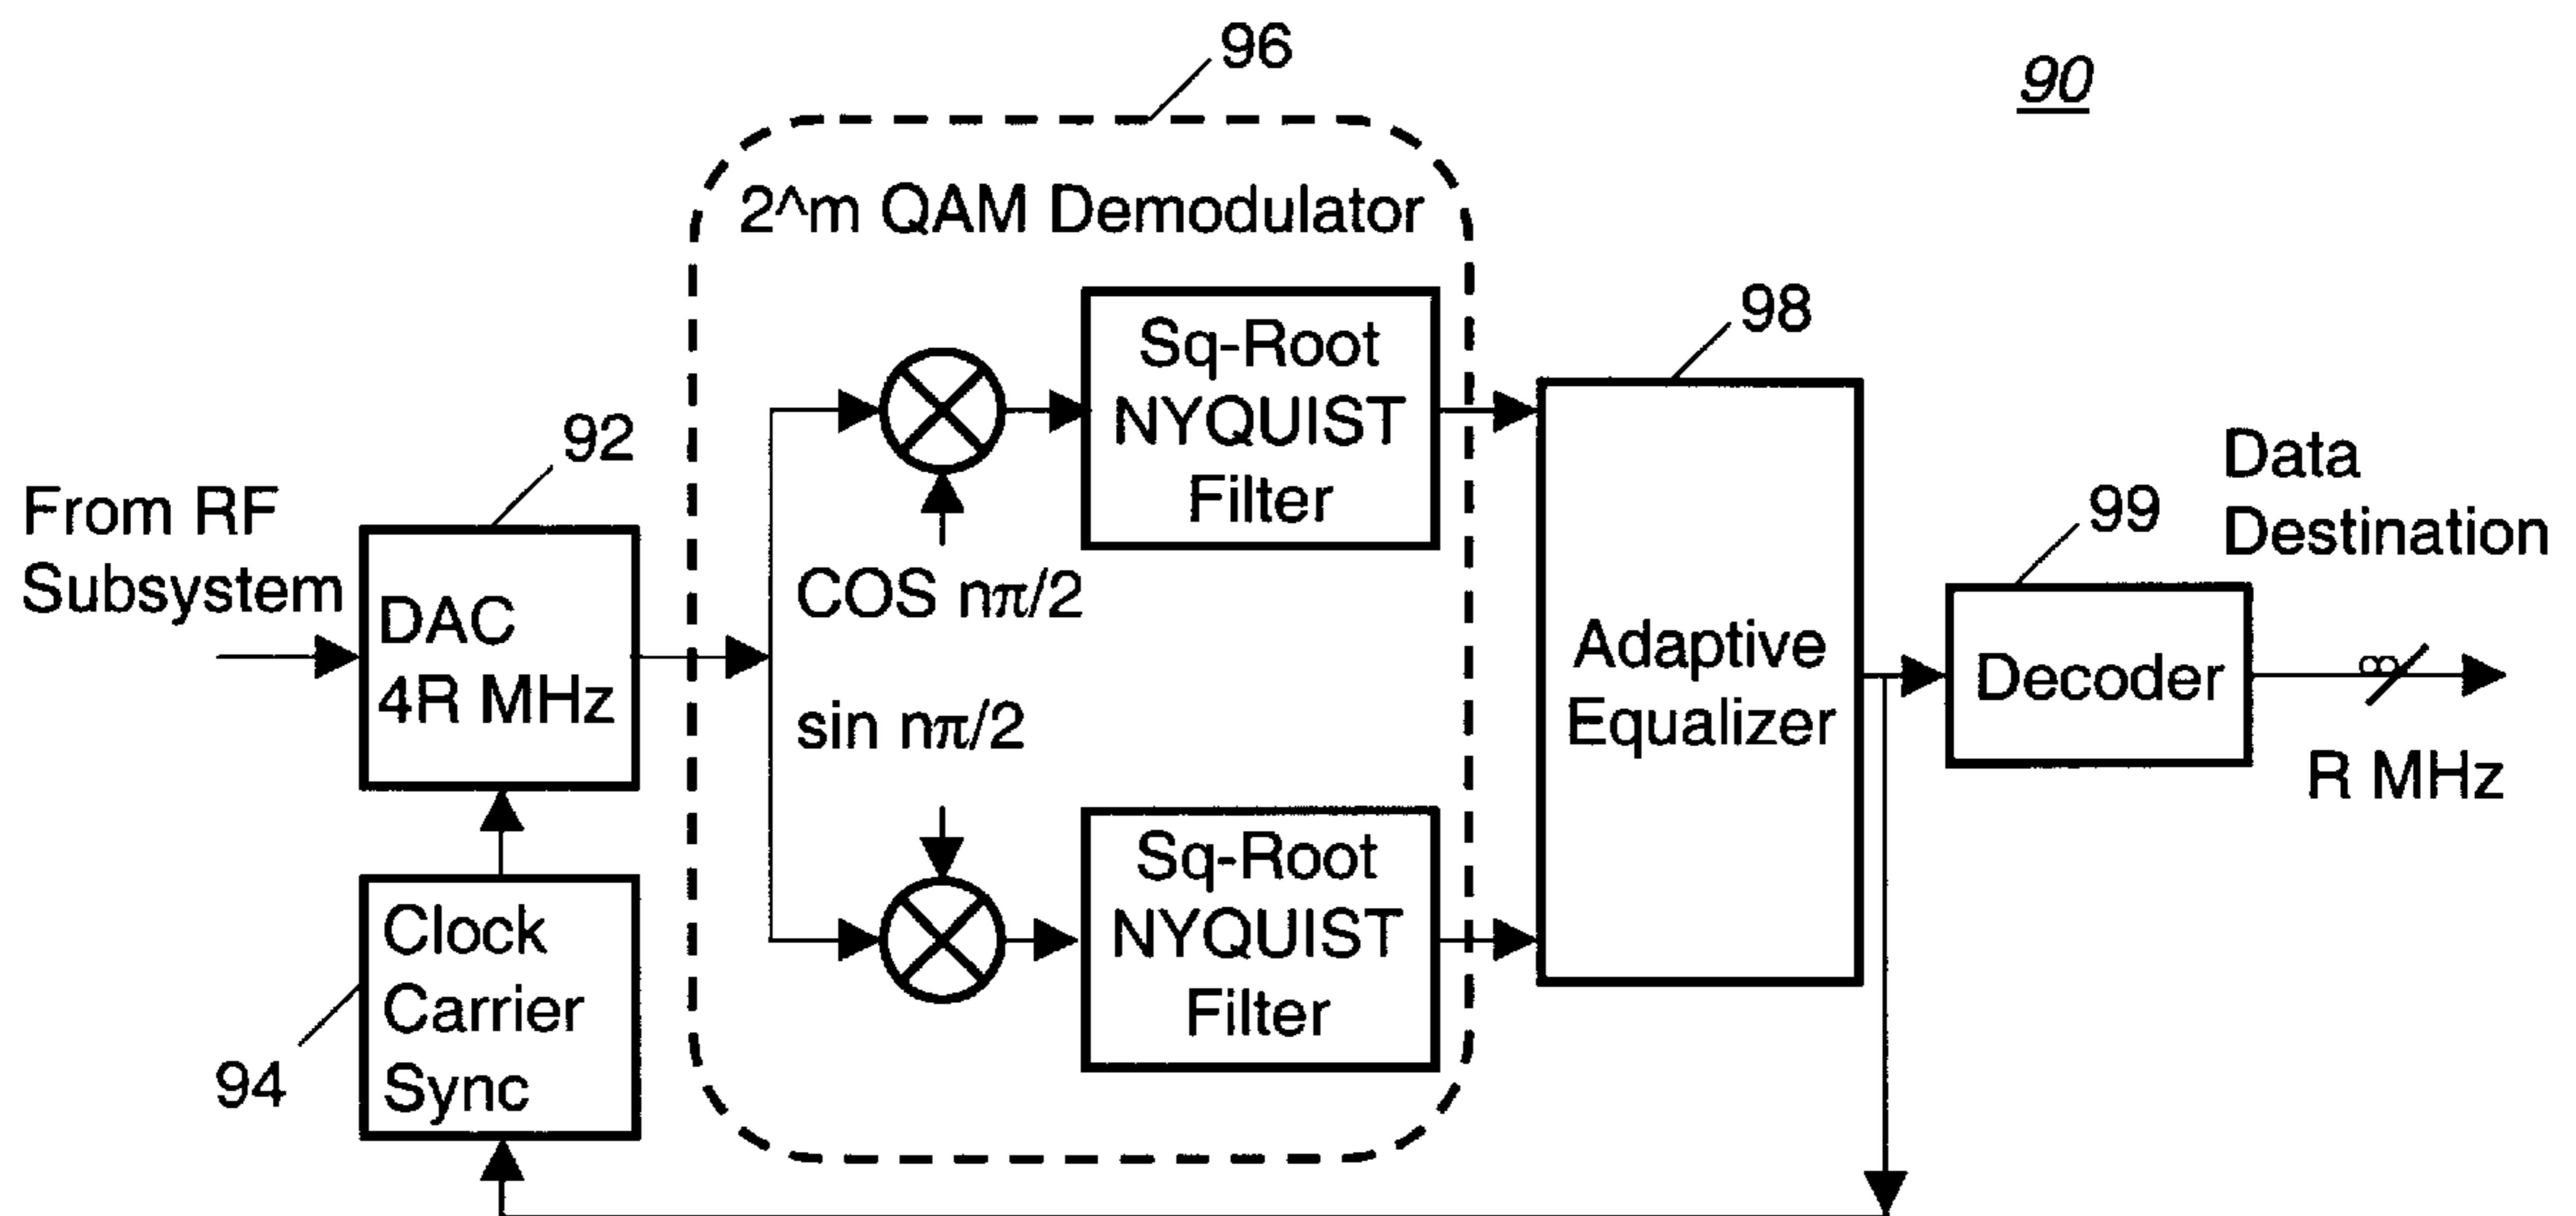 96
90
2^m QAM Demodulator
98
Sq-Root
NYQUIST
Filter
92
99
Data
Destination
From RF
Subsystem
DAC
4R MHz
COS nπ/2
sin nπ/2
Adaptive
Equalizer
Decoder
8
R MHz
Clock
Carrier
Sync
94
Sq-Root
NYQUIST
Filter